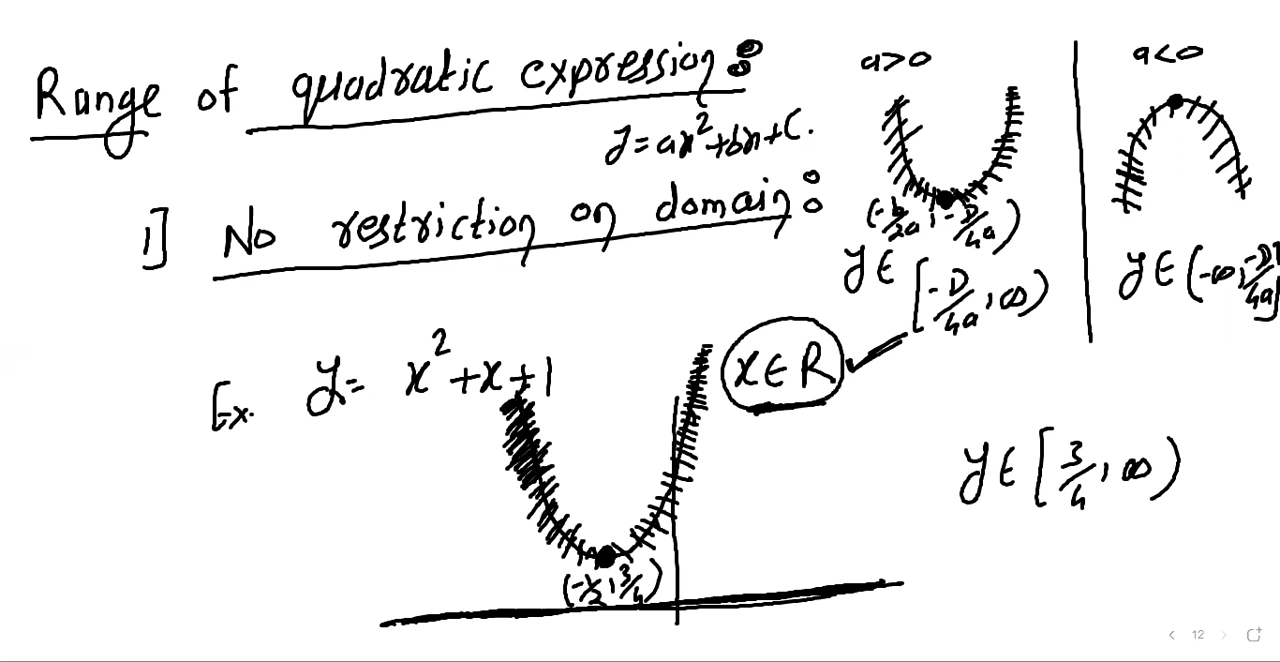 Range of quadratic expression:
y = ax² + bx + c.
1] No restriction on domain:
a>0
(-b/2a, -D/4a)
y ∈ [-D/4a, ∞)
a<0
y ∈ (-∞, -D/4a]
Ex. y = x² + x + 1
x ∈ R
(-1/2, 3/4)
y ∈ [3/4, ∞)
< 12 >